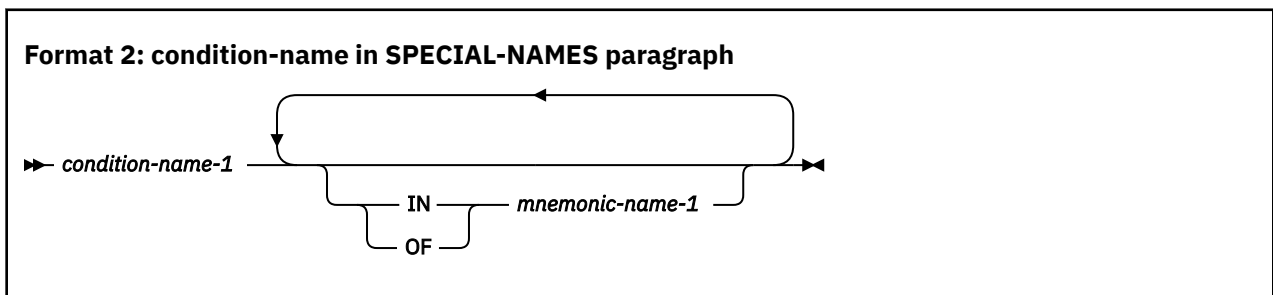 Format 2: condition-name in SPECIAL-NAMES paragraph
condition-name-1
IN mnemonic-name-1
OF